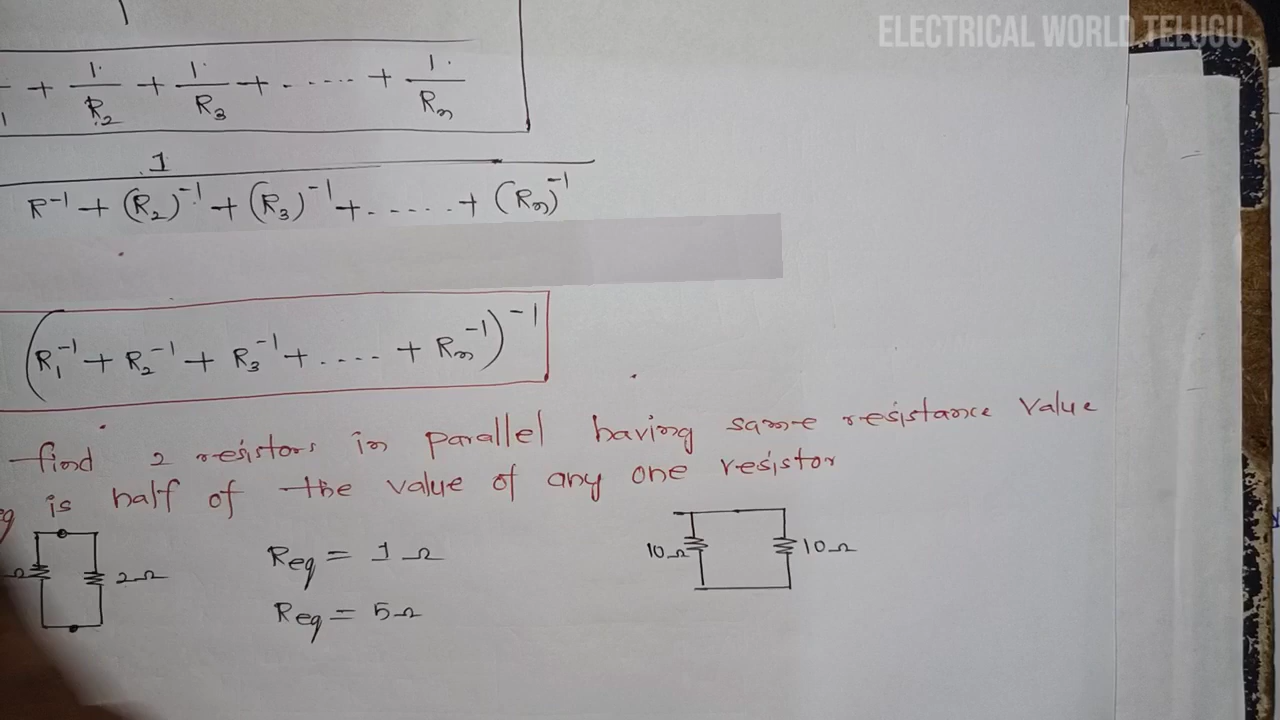 ELECTRICAL WORLD TELUGU
+ 1/R₂ + 1/R₃ + ...... + 1/Rₙ
1
R⁻¹ + (R₂)⁻¹ + (R₃)⁻¹ + ...... + (Rₙ)⁻¹
(R₁⁻¹ + R₂⁻¹ + R₃⁻¹ + ..... + Rₙ⁻¹)⁻¹
find 2 resistors in parallel having same resistance value
is half of the value of any one resistor
2Ω
Req = 1Ω
Req = 5Ω
10Ω 10Ω